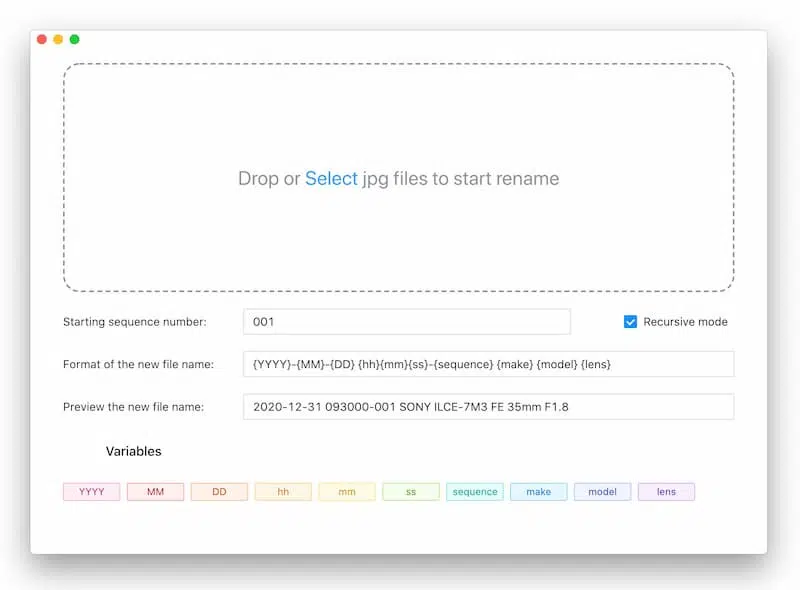 Drop or Select jpg files to start rename
Starting sequence number: 001 Recursive mode
Format of the new file name: {YYYY}-{MM}-{DD} {hh}{mm}{ss}-{sequence} {make} {model} {lens}
Preview the new file name: 2020-12-31 093000-001 SONY ILCE-7M3 FE 35mm F1.8
Variables
YYYY MM DD hh mm ss sequence make model lens